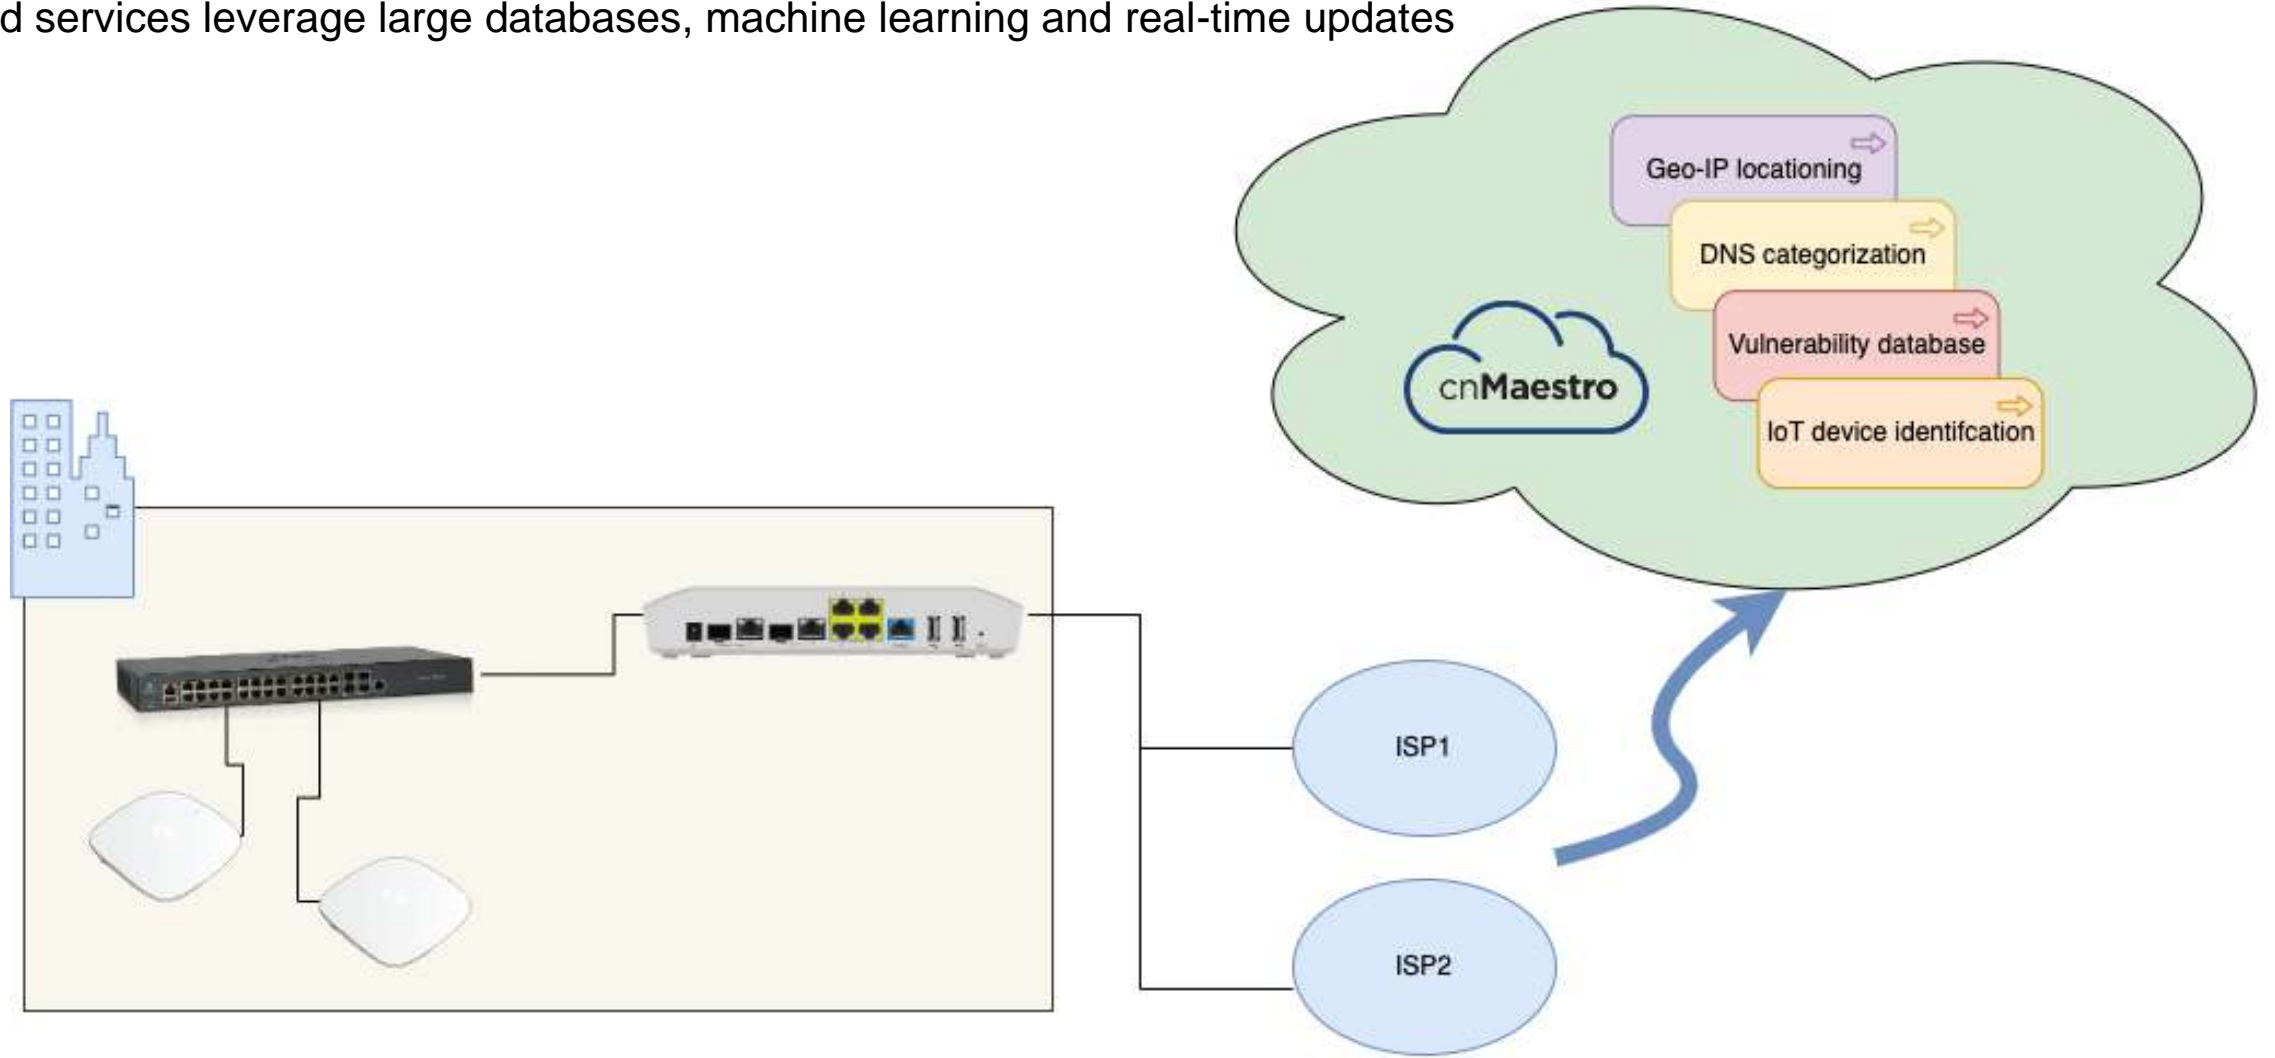 d services leverage large databases, machine learning and real-time updates
Geo-IP locationing
DNS categorization
Vulnerability database
cnMaestro
IoT device identifcation
ISP1
ISP2